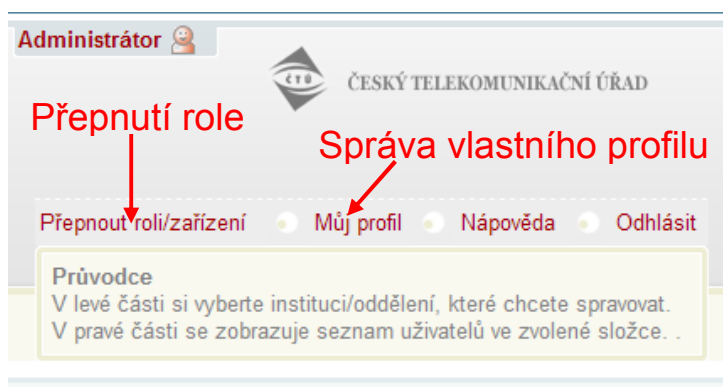 Administrátor
ČTÚ
ČESKÝ TELEKOMUNIKAČNÍ ÚŘAD
Přepnutí role
Správa vlastního profilu
Přepnout roli/zařízení Můj profil Nápověda Odhlásit
Průvodce
V levé části si vyberte instituci/oddělení, které chcete spravovat.
V pravé části se zobrazuje seznam uživatelů ve zvolené složce. .